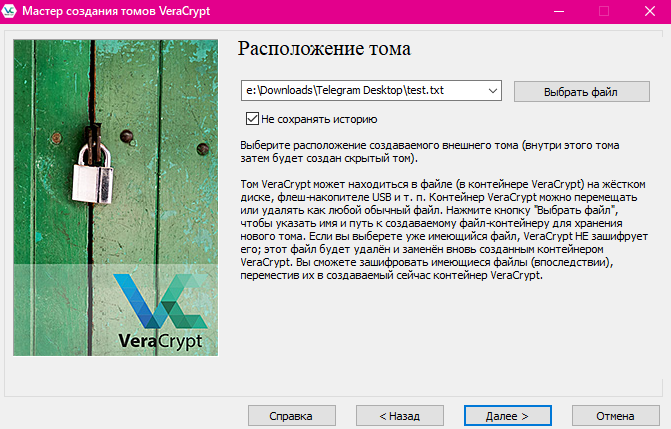 Мастер создания томов VeraCrypt
Расположение тома
e:\Downloads\Telegram Desktop\test.txt
Выбрать файл
Не сохранять историю
Выберите расположение создаваемого внешнего тома (внутри этого тома
затем будет создан скрытый том).
Том VeraCrypt может находиться в файле (в контейнере VeraCrypt) на жёстком
диске, флеш-накопителе USB и т. п. Контейнер VeraCrypt можно перемещать
или удалять как любой обычный файл. Нажмите кнопку "Выбрать файл",
чтобы указать имя и путь к создаваемому файл-контейнеру для хранения
нового тома. Если вы выберете уже имеющийся файл, VeraCrypt НЕ зашифрует
его; этот файл будет удалён и заменён вновь созданным контейнером
VeraCrypt. Вы сможете зашифровать имеющиеся файлы (впоследствии),
переместив их в создаваемый сейчас контейнер VeraCrypt.
VeraCrypt
Справка
< Назад
Далее >
Отмена